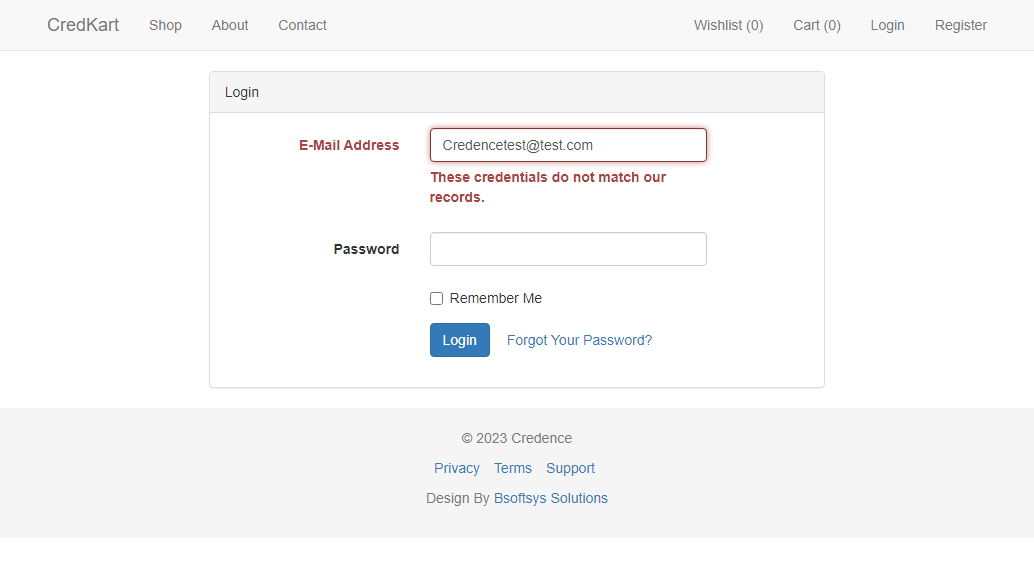 CredKart Shop About Contact Wishlist (0) Cart (0) Login Register
Login
E-Mail Address Credencetest@test.com
These credentials do not match our
records.
Password
Remember Me
Login Forgot Your Password?
© 2023 Credence
Privacy Terms Support
Design By Bsoftsys Solutions